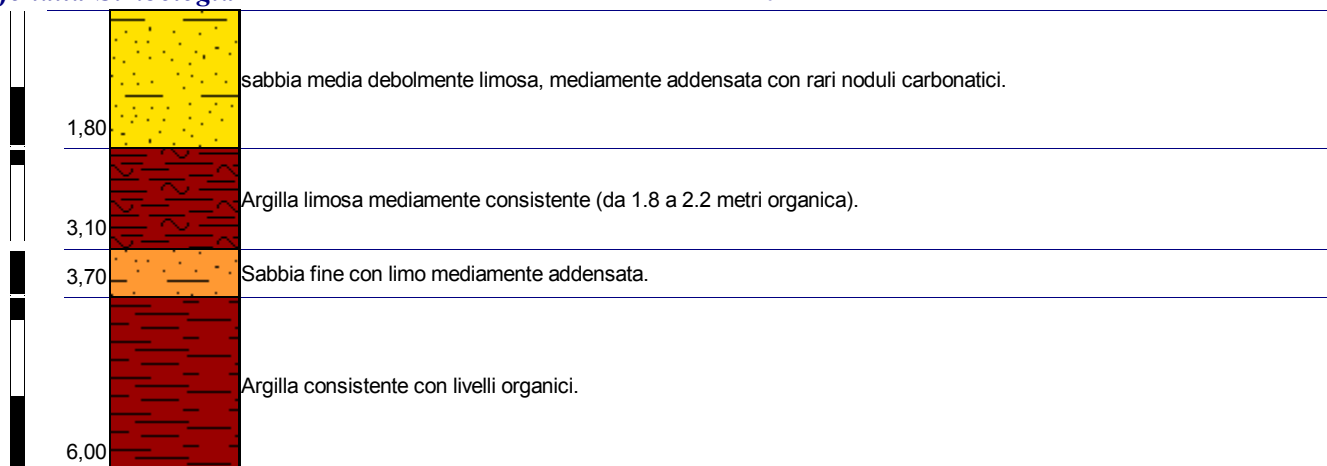 sabbia media debolmente limosa, mediamente addensata con rari noduli carbonatici.
1,80
Argilla limosa mediamente consistente (da 1.8 a 2.2 metri organica).
3,10
3,70 Sabbia fine con limo mediamente addensata.
Argilla consistente con livelli organici.
6,00